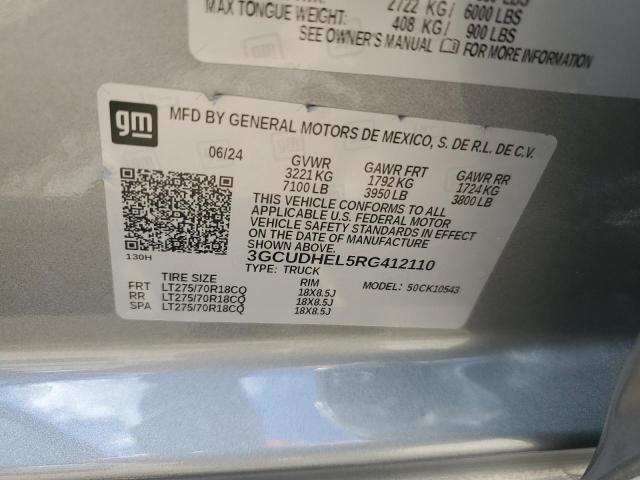 2722 KG/ 6000 LBS
MAX TONGUE WEIGHT: 408 KG/ 900 LBS
SEE OWNER'S MANUAL FOR MORE INFORMATION
gm
MFD BY GENERAL MOTORS DE MEXICO, S. DE R.L. DE C.V.
06/24 GVWR GAWR FRT GAWR RR
3221 KG 1792 KG 1724 KG
7100 LB 3950 LB 3800 LB
THIS VEHICLE CONFORMS TO ALL
APPLICABLE U.S. FEDERAL MOTOR
VEHICLE SAFETY STANDARDS IN
EFFECT ON THE DATE OF MANUFACTURE
SHOWN ABOVE.
130H 3GCUDHEL5RG412110
TYPE: TRUCK
TIRE SIZE RIM MODEL: 50CK10543
FRT LT275/70R18CQ 18X8.5J
RR LT275/70R18CQ 18X8.5J
SPA LT275/70R18CQ 18X8.5J